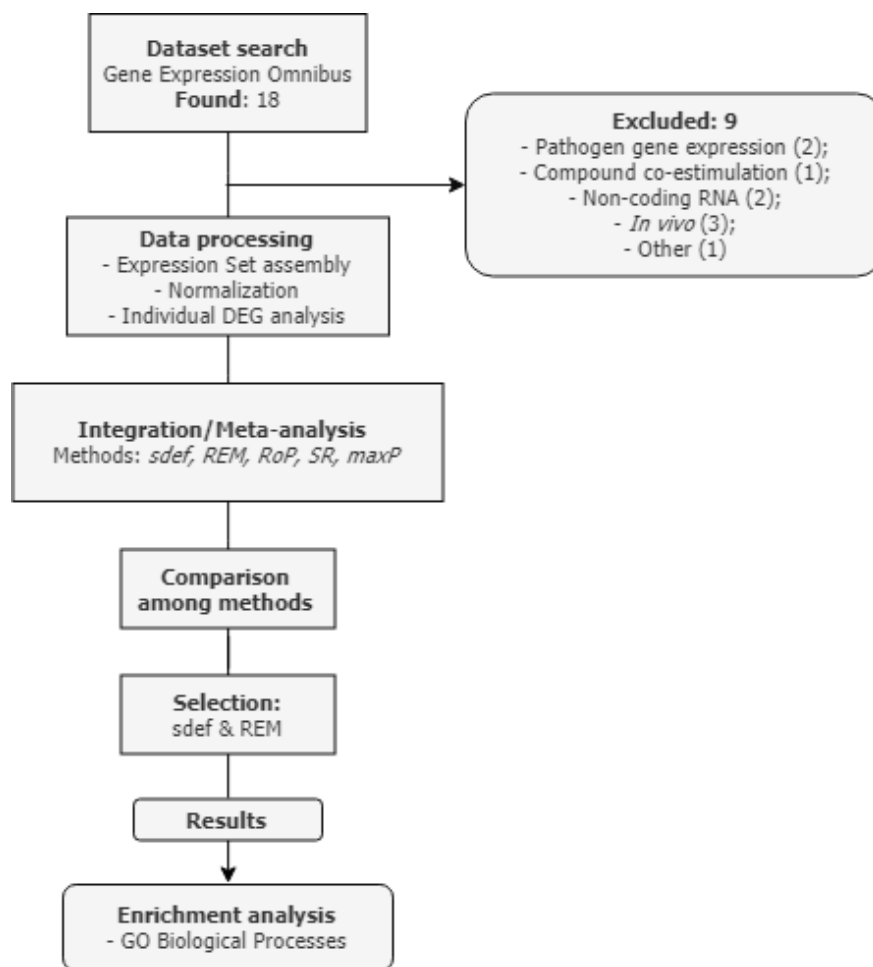 Dataset search
Gene Expression Omnibus
Found: 18
Excluded: 9
- Pathogen gene expression (2);
- Compound co-estimulation (1);
- Non-coding RNA (2);
- In vivo (3);
- Other (1)
Data processing
- Expression Set assembly
- Normalization
- Individual DEG analysis
Integration/Meta-analysis
Methods: sdef, REM, RoP, SR, maxP
Comparison
among methods
Selection:
sdef & REM
Results
Enrichment analysis
- GO Biological Processes